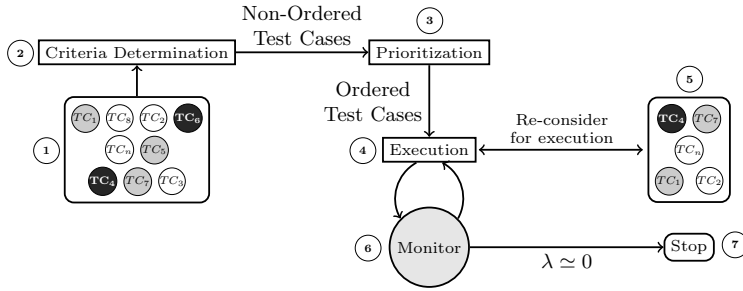 Non-Ordered
Test Cases
3
2
Criteria Determination
Prioritization
Ordered
Test Cases
5
1
TC1 TC8 TC2 TC6
TCn TC5
TC4 TC7 TC3
4
Execution
Re-consider
for execution
TC4 TC7
TCn
TC1 TC2
6
Monitor
λ ≃ 0
Stop
7